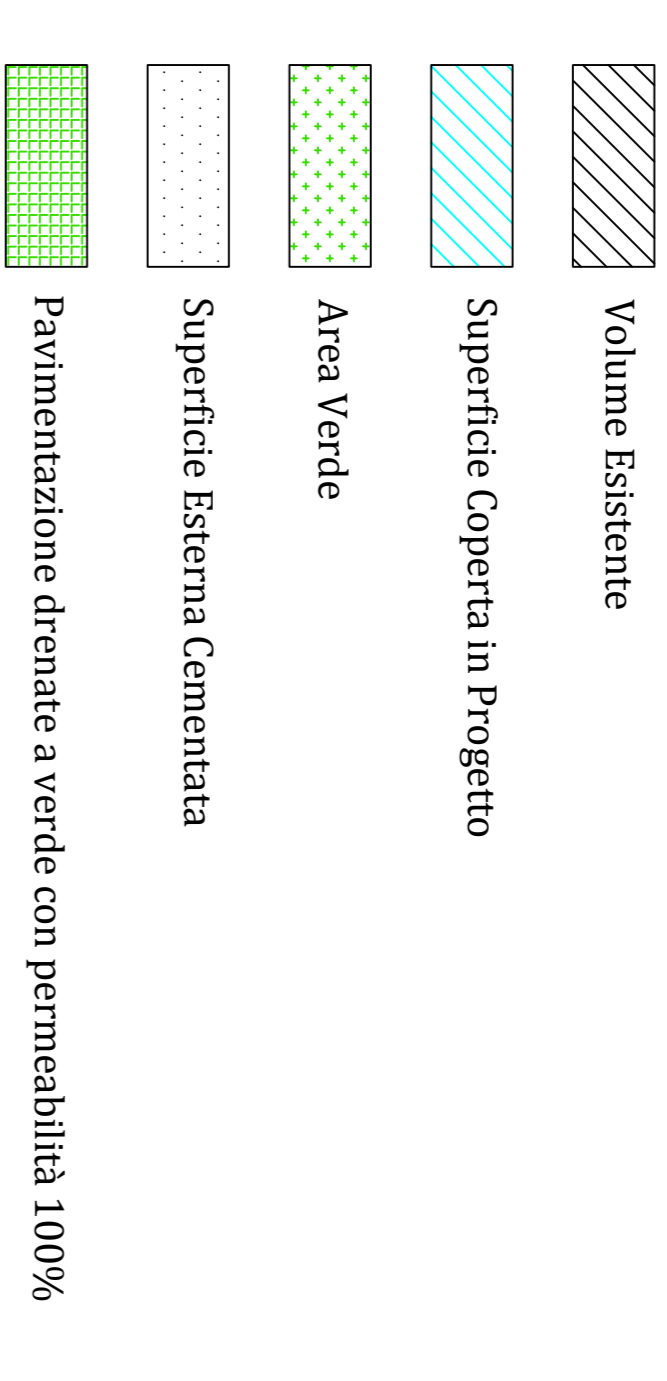 Volume Esistente
Superficie Coperta in Progetto
Area Verde
Superficie Esterna Cementata
Pavimentazione drenate a verde con permeabilità 100%